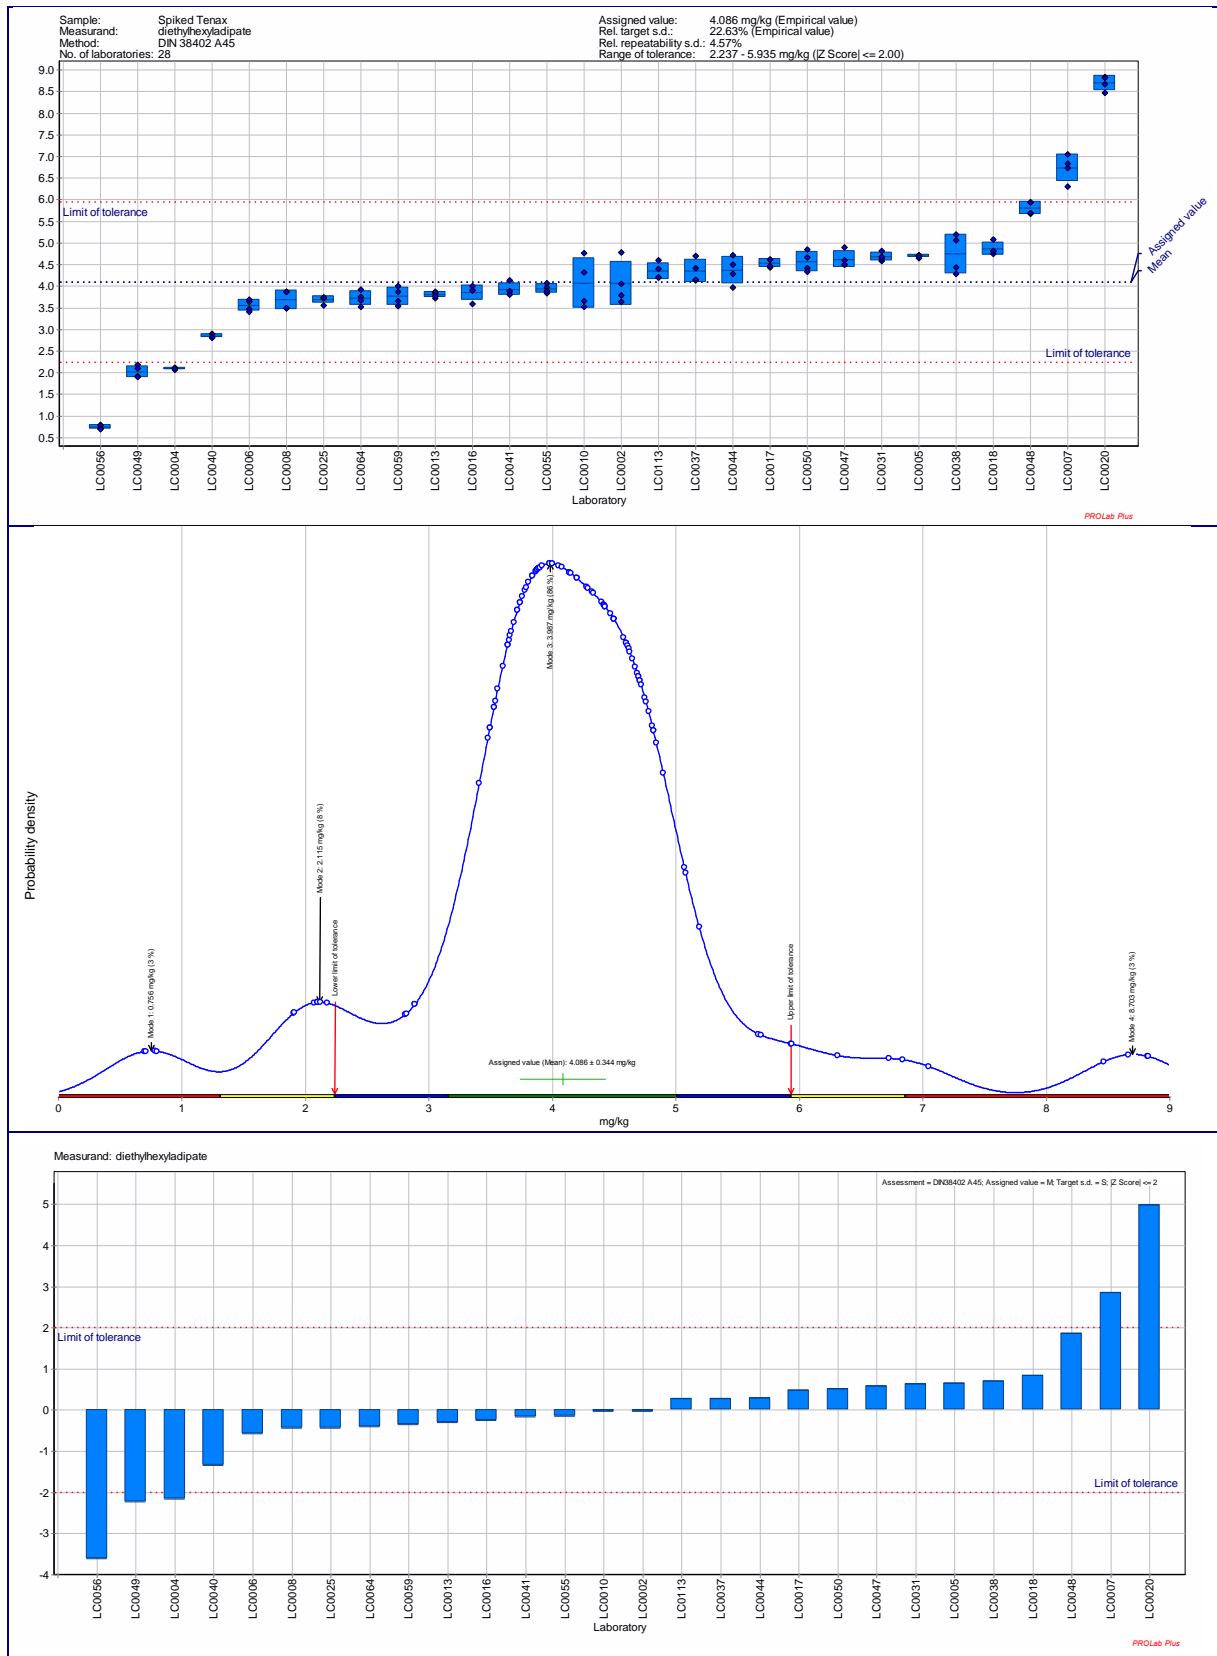 Sample: Spiked Tenax Assigned value: 4.086 mg/kg (Empirical value)
Measurand: diethylhexyladipate Rel. target s.d.: 22.63% (Empirical value)
Method: DIN 38402 A45 Rel. repeatability s.d.: 4.57%
No. of laboratories: 28 Range of tolerance: 2.237 - 5.935 mg/kg (|Z Score| <= 2.00)
9.0
8.5
8.0
7.5
7.0
6.5
6.0
5.5
5.0
4.5
4.0
3.5
3.0
2.5
2.0
1.5
1.0
0.5
Limit of tolerance
Assigned value
Mean
Limit of tolerance
LC0056
LC0049
LC0004
LC0040
LC0006
LC0008
LC0025
LC0064
LC0059
LC0013
LC0016
LC0041
LC0055
LC0010
LC0002
LC0113
LC0037
LC0044
LC0017
LC0050
LC0047
LC0031
LC0005
LC0038
LC0018
LC0048
LC0007
LC0020
Laboratory
PROLab Plus
Probability density
Mode 1: 0.756 mg/kg (3 %)
Mode 2: 2.115 mg/kg (8 %)
Lower limit of tolerance
Mode 3: 3.987 mg/kg (86 %)
Upper limit of tolerance
Mode 4: 8.703 mg/kg (3 %)
Assigned value (Mean): 4.086 ± 0.344 mg/kg
0 1 2 3 4 5 6 7 8 9
mg/kg
Measurand: diethylhexyladipate
Assessment = DIN38402 A45; Assigned value = M; Target s.d. = S; |Z Score| <= 2
5
4
3
2
1
0
-1
-2
-3
-4
Limit of tolerance
Limit of tolerance
LC0056
LC0049
LC0004
LC0040
LC0006
LC0008
LC0025
LC0064
LC0059
LC0013
LC0016
LC0041
LC0055
LC0010
LC0002
LC0113
LC0037
LC0044
LC0017
LC0050
LC0047
LC0031
LC0005
LC0038
LC0018
LC0048
LC0007
LC0020
Laboratory
PROLab Plus